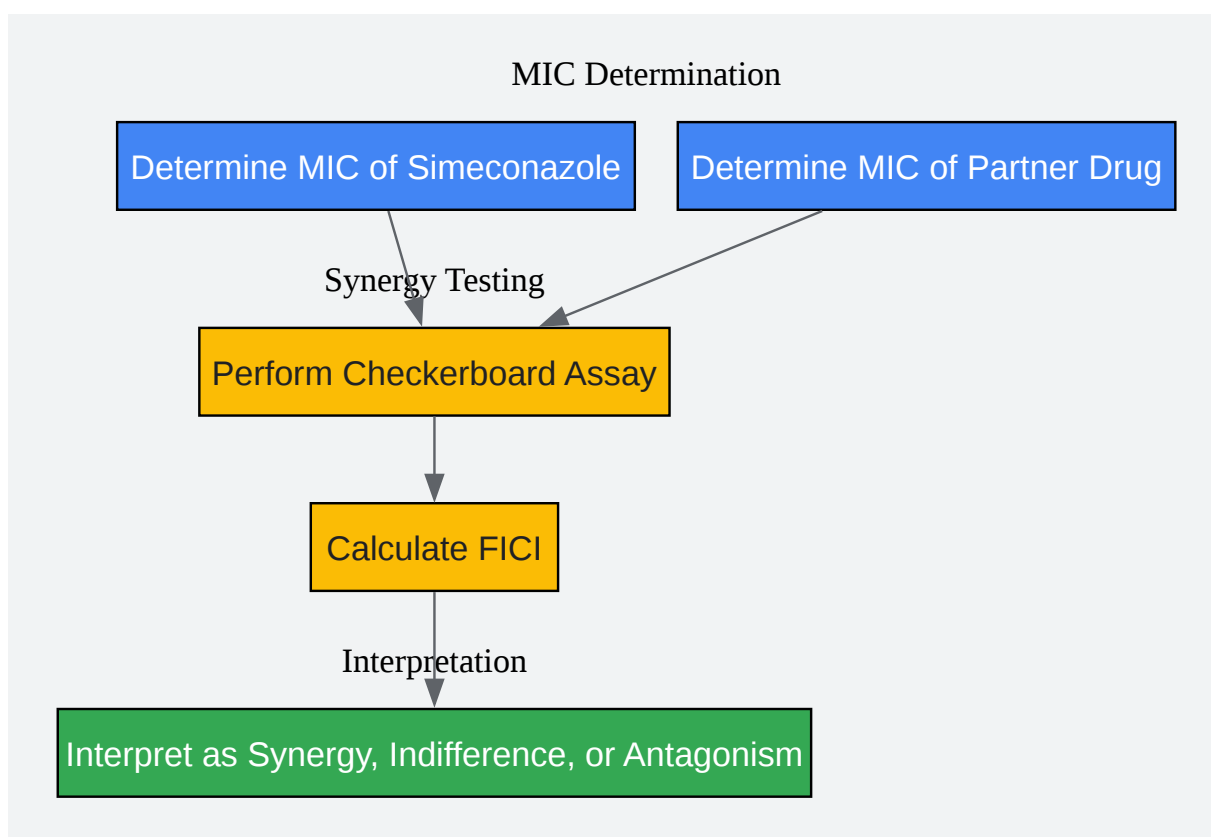 MIC Determination
Determine MIC of Simeconazole
Determine MIC of Partner Drug
Synergy Testing
Perform Checkerboard Assay
Calculate FICI
Interpretation
Interpret as Synergy, Indifference, or Antagonism